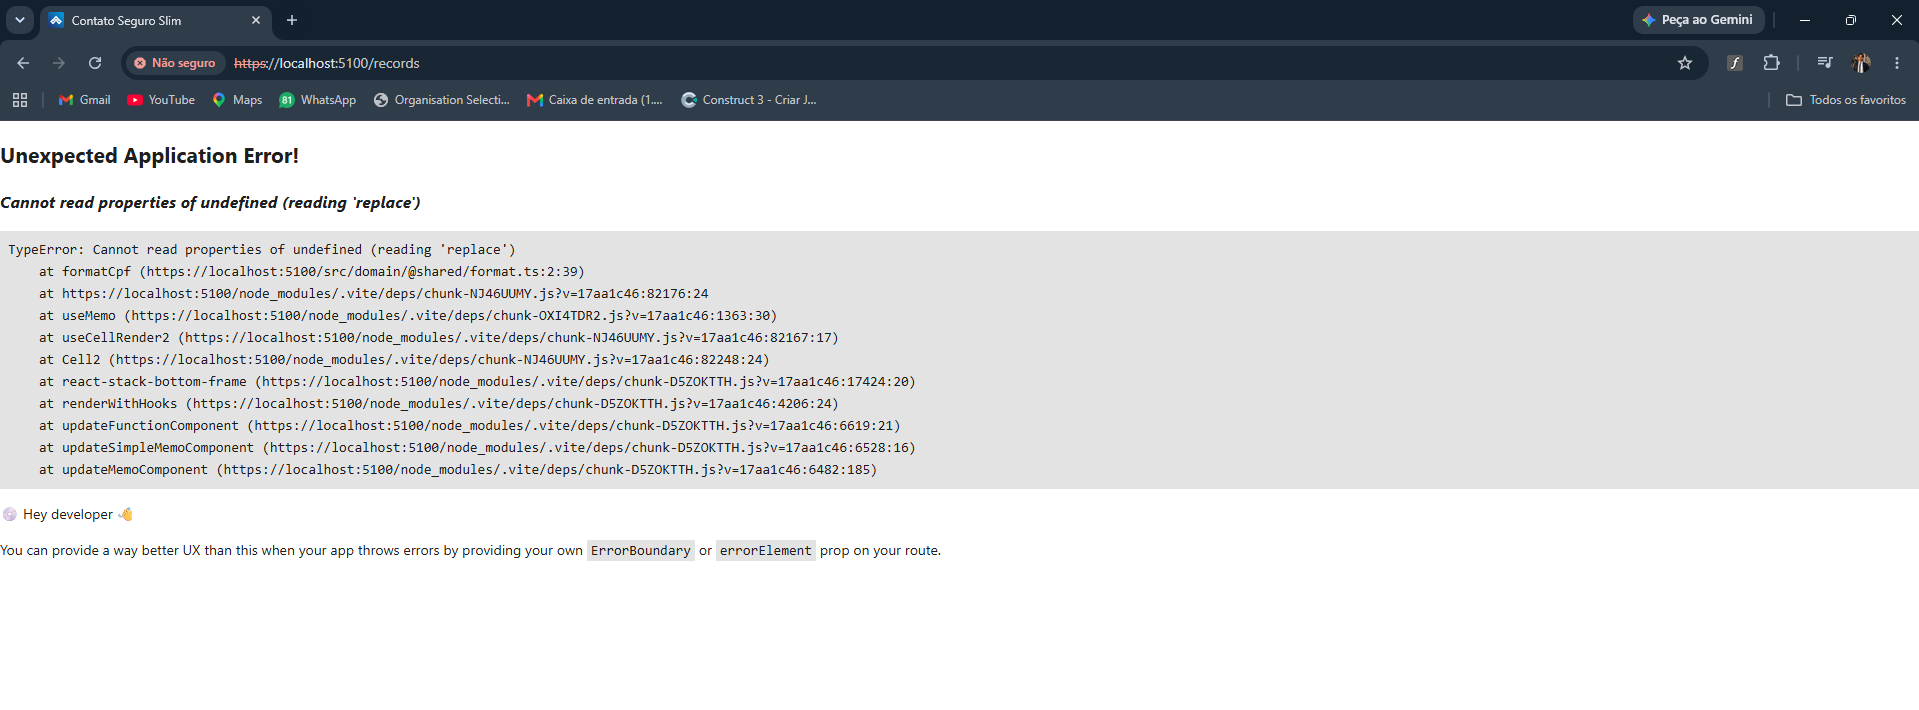 Contato Seguro Slim
Peça ao Gemini
Não seguro https://localhost:5100/records
Gmail YouTube Maps 81 WhatsApp Organisation Selecti... Caixa de entrada (1.... Construct 3 - Criar J... Todos os favoritos
Unexpected Application Error!
Cannot read properties of undefined (reading 'replace')
TypeError: Cannot read properties of undefined (reading 'replace')
    at formatCpf (https://localhost:5100/src/domain/@shared/format.ts:2:39)
    at https://localhost:5100/node_modules/.vite/deps/chunk-NJ46UUMY.js?v=17aa1c46:82176:24
    at useMemo (https://localhost:5100/node_modules/.vite/deps/chunk-OXI4TDR2.js?v=17aa1c46:1363:30)
    at useCellRender2 (https://localhost:5100/node_modules/.vite/deps/chunk-NJ46UUMY.js?v=17aa1c46:82167:17)
    at Cell2 (https://localhost:5100/node_modules/.vite/deps/chunk-NJ46UUMY.js?v=17aa1c46:82248:24)
    at react-stack-bottom-frame (https://localhost:5100/node_modules/.vite/deps/chunk-D5ZOKTTH.js?v=17aa1c46:17424:20)
    at renderWithHooks (https://localhost:5100/node_modules/.vite/deps/chunk-D5ZOKTTH.js?v=17aa1c46:4206:24)
    at updateFunctionComponent (https://localhost:5100/node_modules/.vite/deps/chunk-D5ZOKTTH.js?v=17aa1c46:6619:21)
    at updateSimpleMemoComponent (https://localhost:5100/node_modules/.vite/deps/chunk-D5ZOKTTH.js?v=17aa1c46:6528:16)
    at updateMemoComponent (https://localhost:5100/node_modules/.vite/deps/chunk-D5ZOKTTH.js?v=17aa1c46:6482:185)
💿 Hey developer 👋
You can provide a way better UX than this when your app throws errors by providing your own ErrorBoundary or errorElement prop on your route.